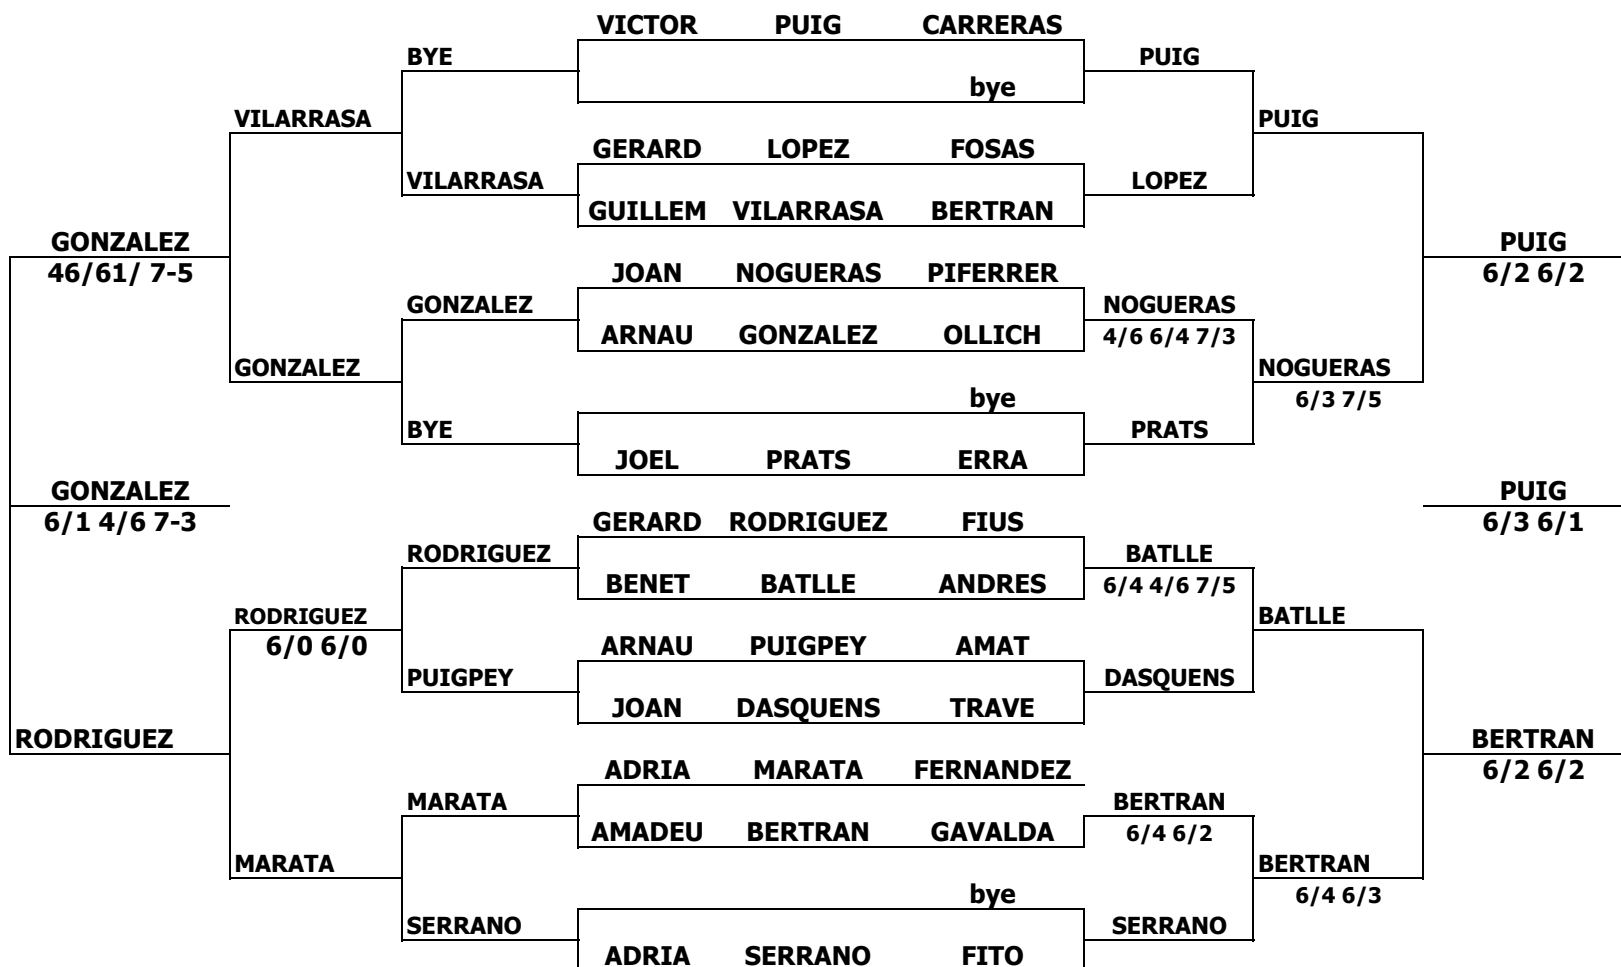 VICTOR PUIG CARRERAS
BYE PUIG
bye
VILARRASA PUIG
GERARD LOPEZ FOSAS
VILARRASA LOPEZ
GUILLEM VILARRASA BERTRAN
GONZALEZ PUIG
46/61/ 7-5 JOAN NOGUERAS PIFERRER 6/2 6/2
GONZALEZ NOGUERAS
ARNAU GONZALEZ OLLICH 4/6 6/4 7/3
GONZALEZ NOGUERAS
bye 6/3 7/5
BYE PRATS
JOEL PRATS ERRA
GONZALEZ PUIG
6/1 4/6 7-3 GERARD RODRIGUEZ FIUS 6/3 6/1
RODRIGUEZ BATLLE
BENET BATLLE ANDRES 6/4 4/6 7/5
RODRIGUEZ BATLLE
6/0 6/0 ARNAU PUIGPEY AMAT
PUIGPEY DASQUENS
JOAN DASQUENS TRAVE
RODRIGUEZ BERTRAN
ADRIA MARATA FERNANDEZ 6/2 6/2
MARATA BERTRAN
AMADEU BERTRAN GAVALDA 6/4 6/2
MARATA BERTRAN
bye 6/4 6/3
SERRANO SERRANO
ADRIA SERRANO FITO